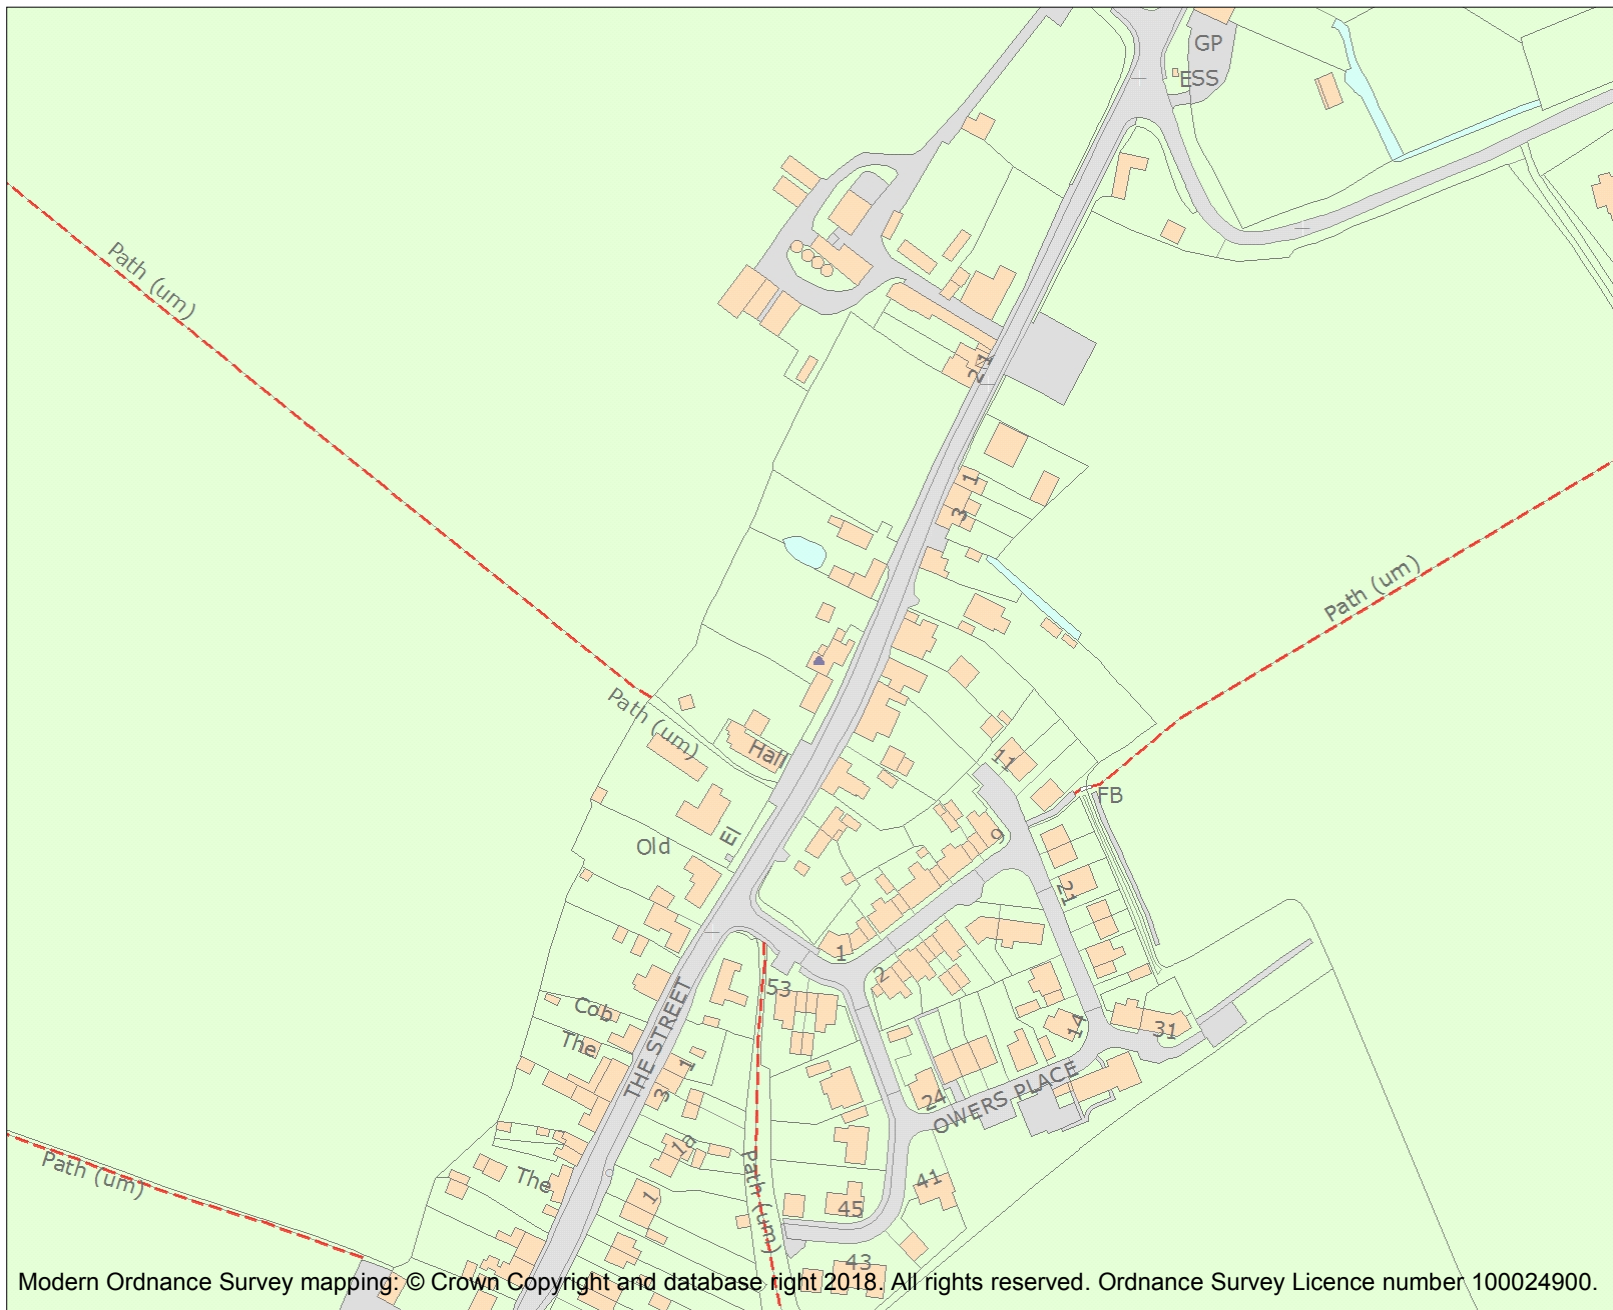 GP
ESS
Path (um)
21
1
3
Path (um)
Path (um)
Hall
11
FB
El
Old
9
21
1
2
53
Cob
The
THE STREET
14
31
1
3
24
OWERS PLACE
1a
Path (um)
The
Path (um)
41
1
45
43
Modern Ordnance Survey mapping: © Crown Copyright and database right 2018. All rights reserved. Ordnance Survey Licence number 100024900.